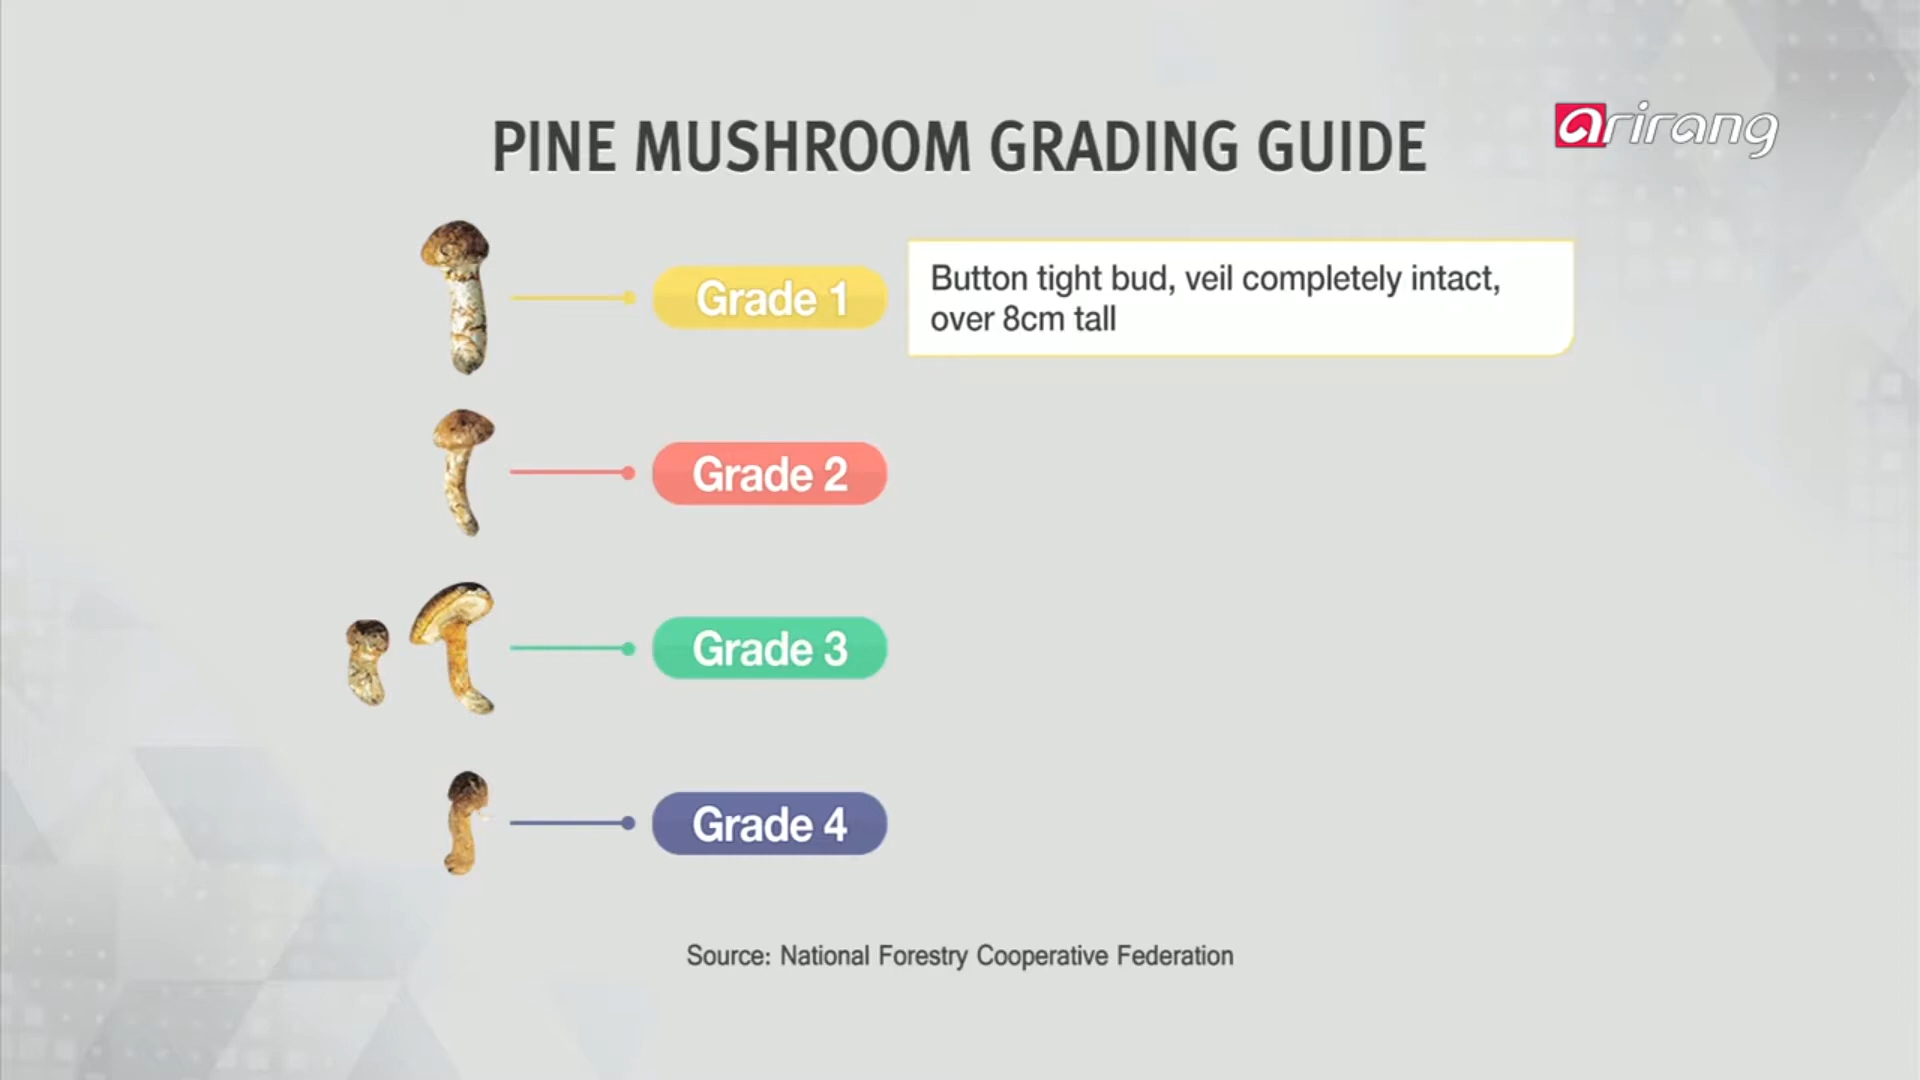 PINE MUSHROOM GRADING GUIDE
arirang
Grade 1
Button tight bud, veil completely intact,
over 8cm tall
Grade 2
Grade 3
Grade 4
Source: National Forestry Cooperative Federation